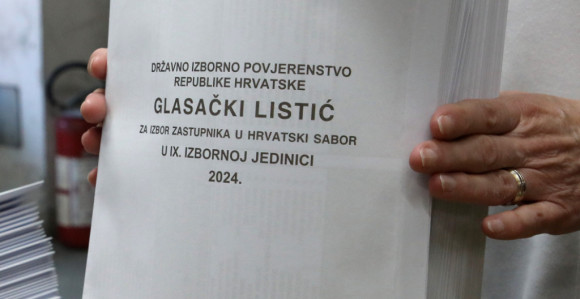 DRŽAVNO IZBORNO POVJERENSTVO
REPUBLIKE HRVATSKE
GLASAČKI LISTIĆ
ZA IZBOR ZASTUPNIKA U HRVATSKI SABOR
U IX. IZBORNOJ JEDINICI
2024.